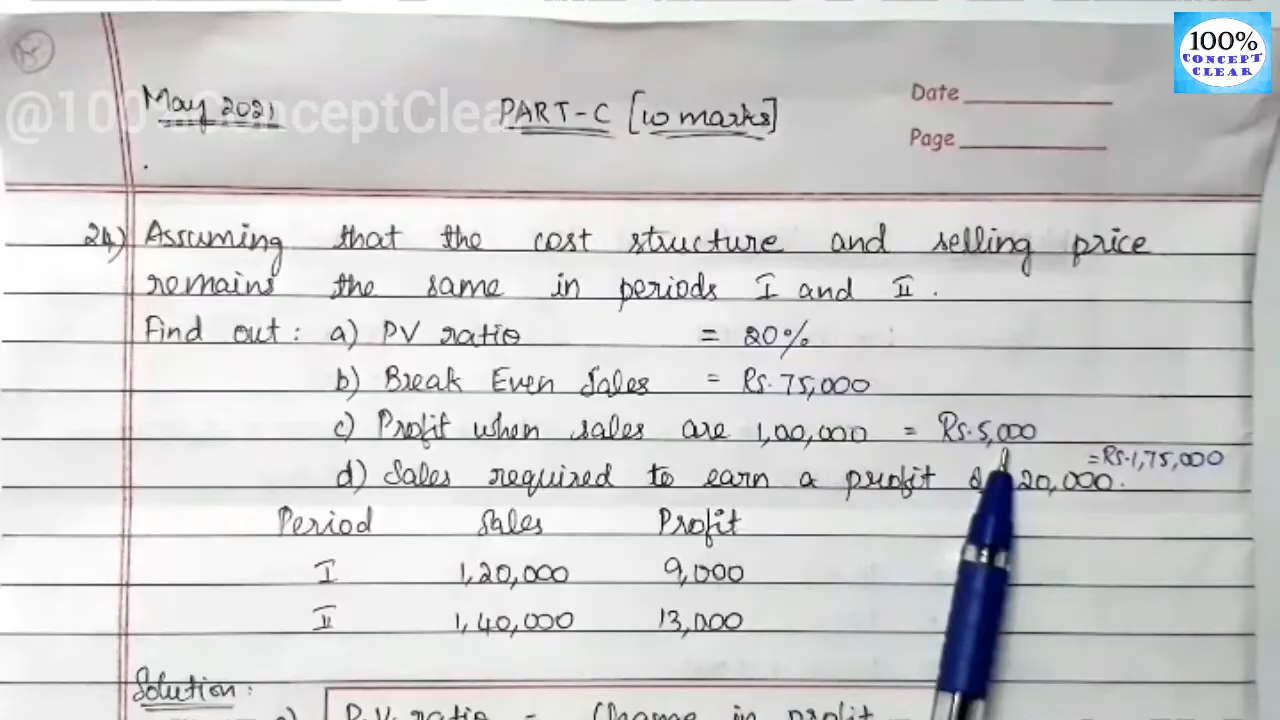 100%
CONCEPT
CLEAR
@100% ConceptClea
May 2021
PART-C [10 marks]
Date
Page
24) Assuming that the cost structure and selling price
remains the same in periods I and II.
Find out: a) PV ratio = 20%
b) Break Even Sales = Rs. 75,000
c) Profit when sales are 1,00,000 = Rs. 5,000
d) Sales required to earn a profit 20,000. = Rs. 1,75,000
Period Sales Profit
I 1,20,000 9,000
II 1,40,000 13,000
Solution:
a) P.V. ratio = Change in profit